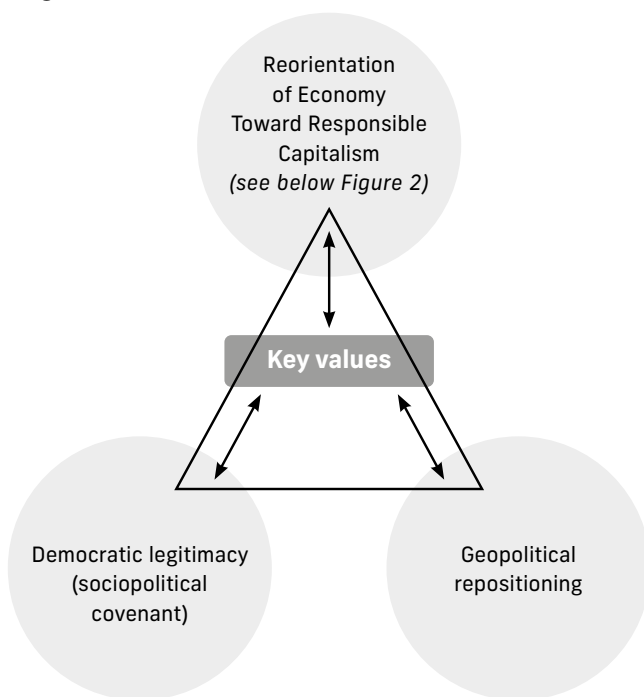 Reorientation
of Economy
Toward Responsible
Capitalism
(see below Figure 2)
Key values
Democratic legitimacy
(sociopolitical
covenant)
Geopolitical
repositioning